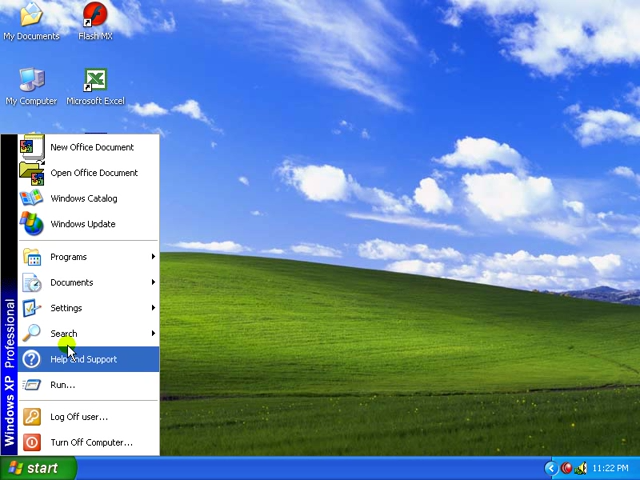 My Documents
Flash MX
My Computer
Microsoft Excel
New Office Document
Open Office Document
Windows Catalog
Windows Update
Programs
Documents
Settings
Search
Help and Support
Run...
Log Off user...
Turn Off Computer...
Windows XP Professional
start
11:22 PM